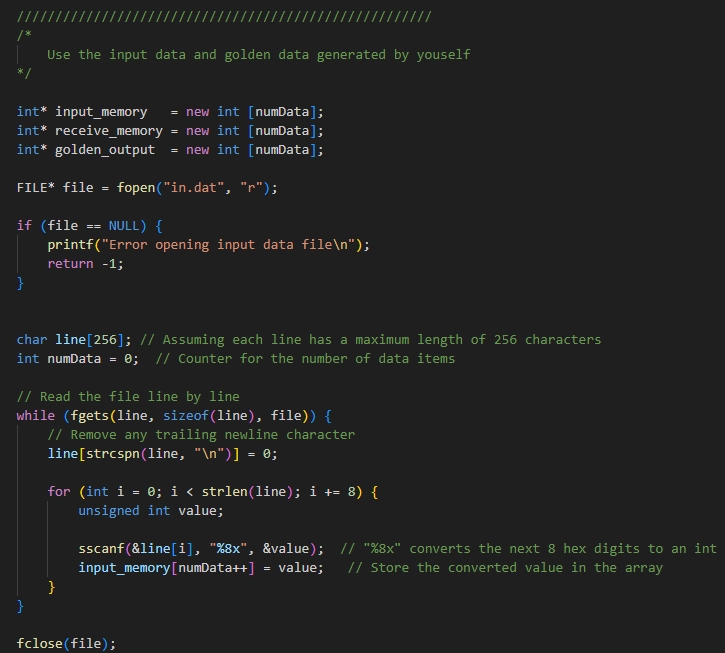 //////////////////////////////////////////////////////
/*
    Use the input data and golden data generated by youself
*/
int* input_memory   = new int [numData];
int* receive_memory = new int [numData];
int* golden_output  = new int [numData];
FILE* file = fopen("in.dat", "r");
if (file == NULL) {
    printf("Error opening input data file\n");
    return -1;
}
char line[256]; // Assuming each line has a maximum length of 256 characters
int numData = 0;  // Counter for the number of data items
// Read the file line by line
while (fgets(line, sizeof(line), file)) {
    // Remove any trailing newline character
    line[strcspn(line, "\n")] = 0;
    for (int i = 0; i < strlen(line); i += 8) {
        unsigned int value;
        sscanf(&line[i], "%8x", &value);  // "%8x" converts the next 8 hex digits to an int
        input_memory[numData++] = value;   // Store the converted value in the array
    }
}
fclose(file);